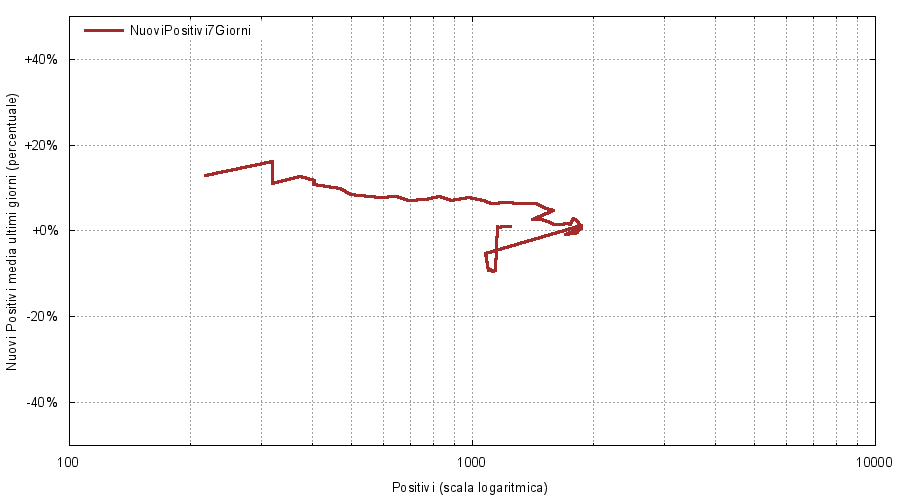 NuoviPositivi7Giorni
+40%
+20%
+0%
-20%
-40%
Nuovi Positivi media ultimi giorni (percentuale)
100
1000
10000
Positivi (scala logaritmica)